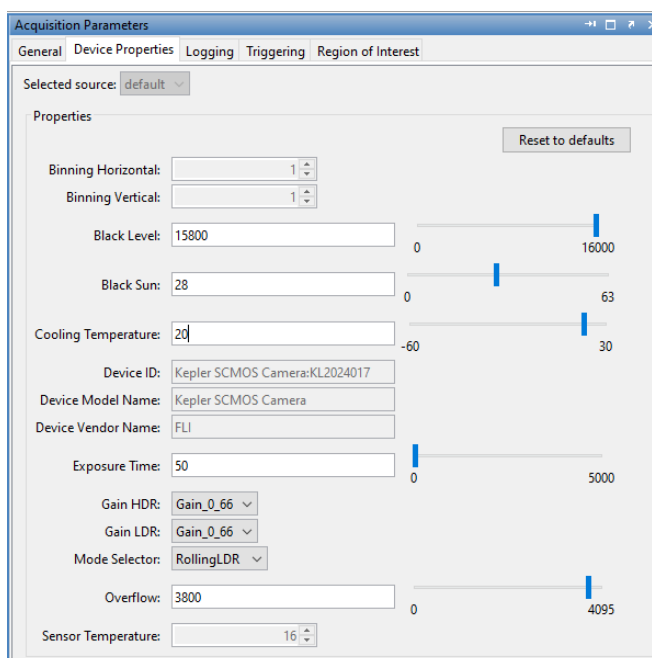 Acquisition Parameters
General Device Properties Logging Triggering Region of Interest
Selected source: default
Properties
Reset to defaults
Binning Horizontal: 1
Binning Vertical: 1
Black Level: 15800
0 16000
Black Sun: 28
0 63
Cooling Temperature: 20
-60 30
Device ID: Kepler SCMOS Camera:KL2024017
Device Model Name: Kepler SCMOS Camera
Device Vendor Name: FLI
Exposure Time: 50
0 5000
Gain HDR: Gain_0_66
Gain LDR: Gain_0_66
Mode Selector: RollingLDR
Overflow: 3800
0 4095
Sensor Temperature: 16